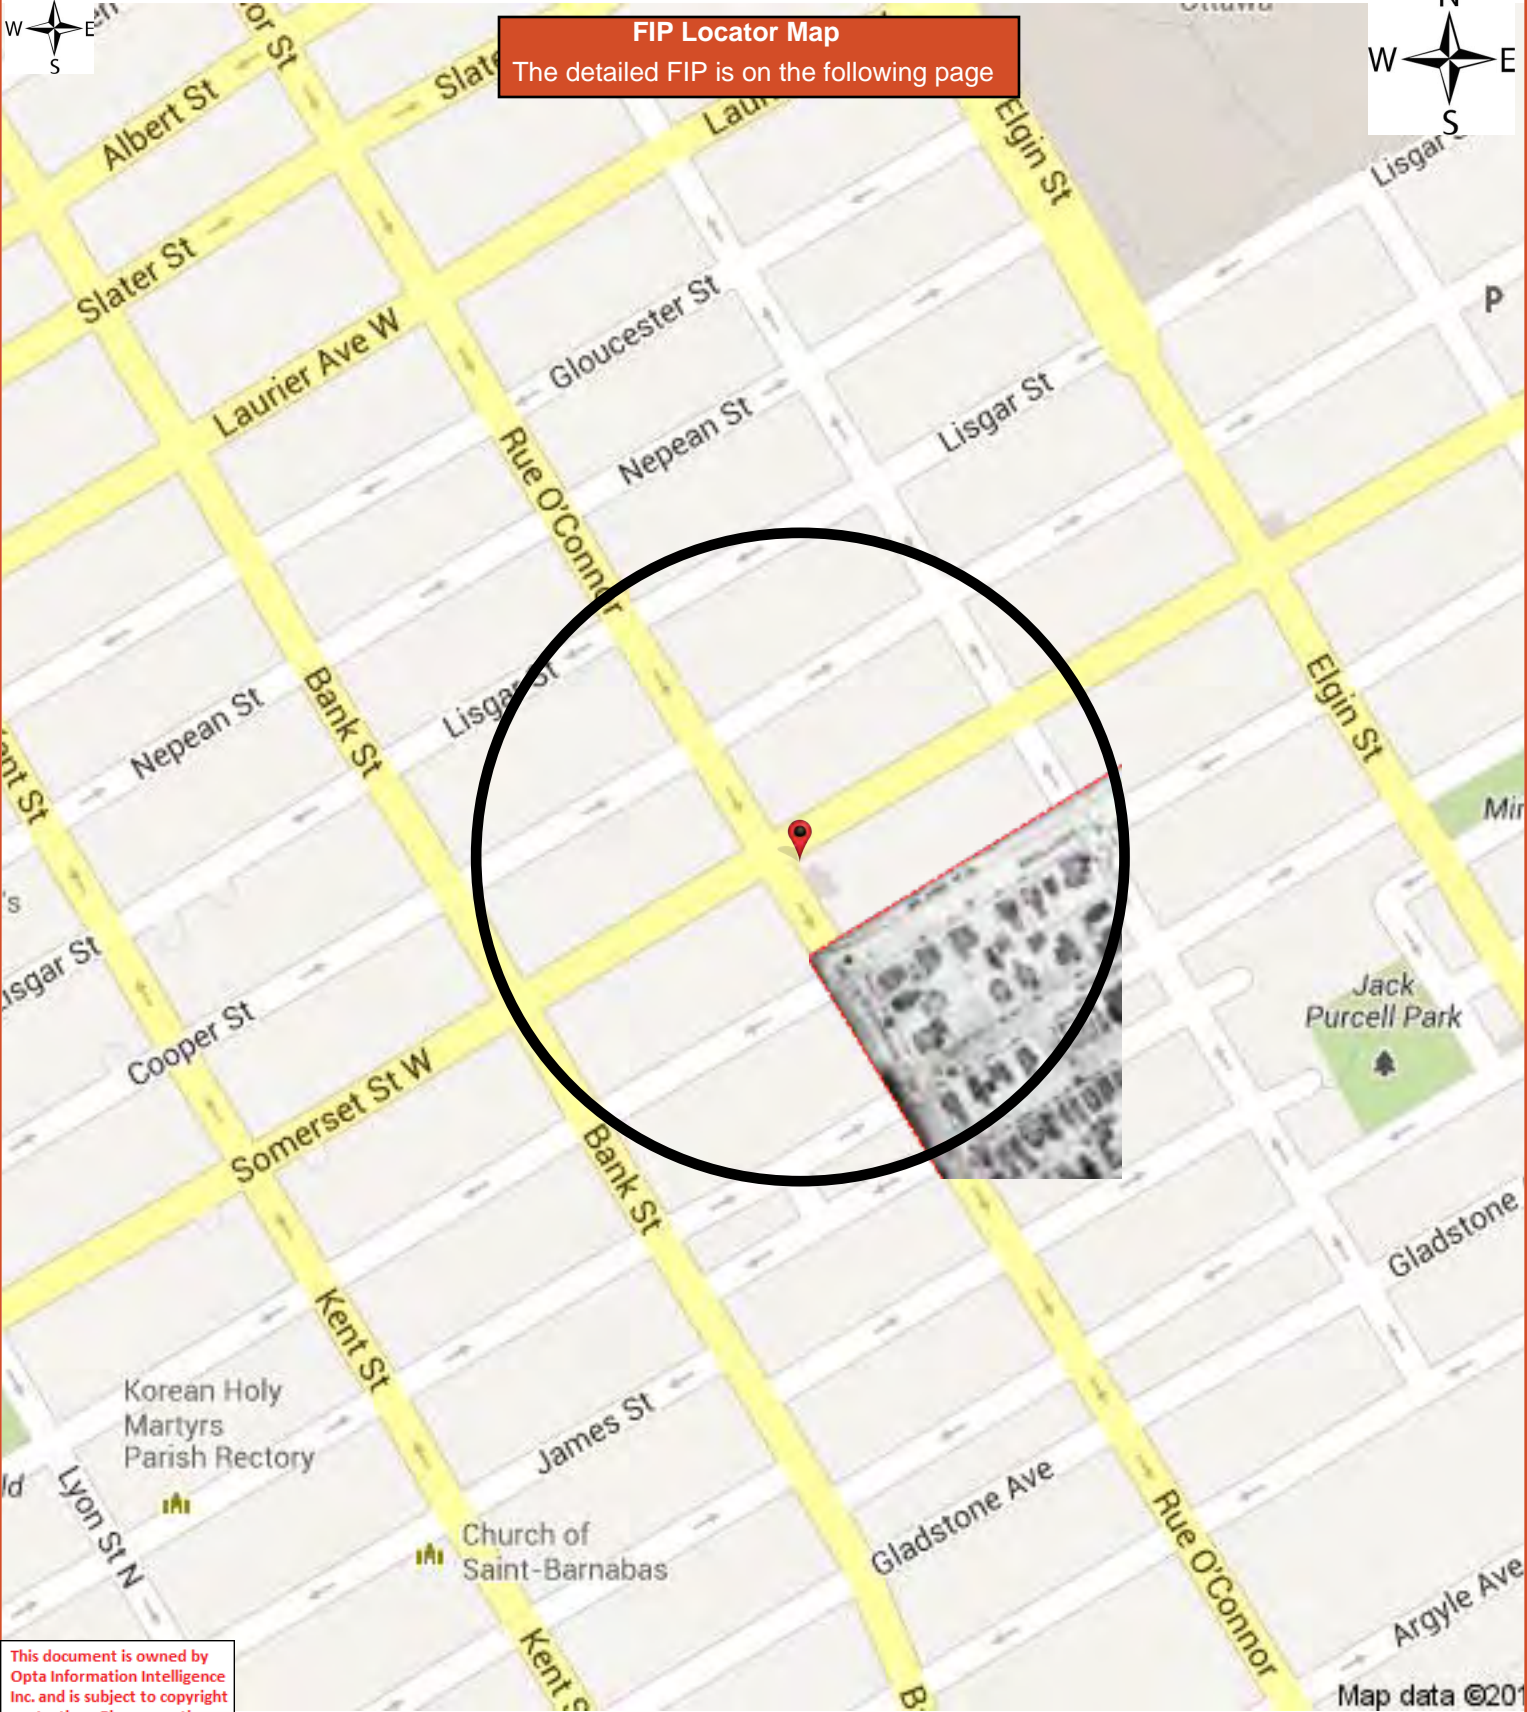 W E
S
FIP Locator Map
The detailed FIP is on the following page
N
W E
S
Albert St
Slater St
Laurier Ave W
Elgin St
Gloucester St
Nepean St
Lisgar St
P
Rue O'Connor
Nepean St
Bank St
Lisgar St
Elgin St
Cooper St
Somerset St W
Jack
Purcell Park
Bank St
Kent St
Gladstone
Korean Holy
Martyrs
Parish Rectory
James St
Lyon St N
Church of
Saint-Barnabas
Gladstone Ave
Rue O'Connor
Argyle Ave
This document is owned by
Opta Information Intelligence
Inc. and is subject to copyright
Map data ©201